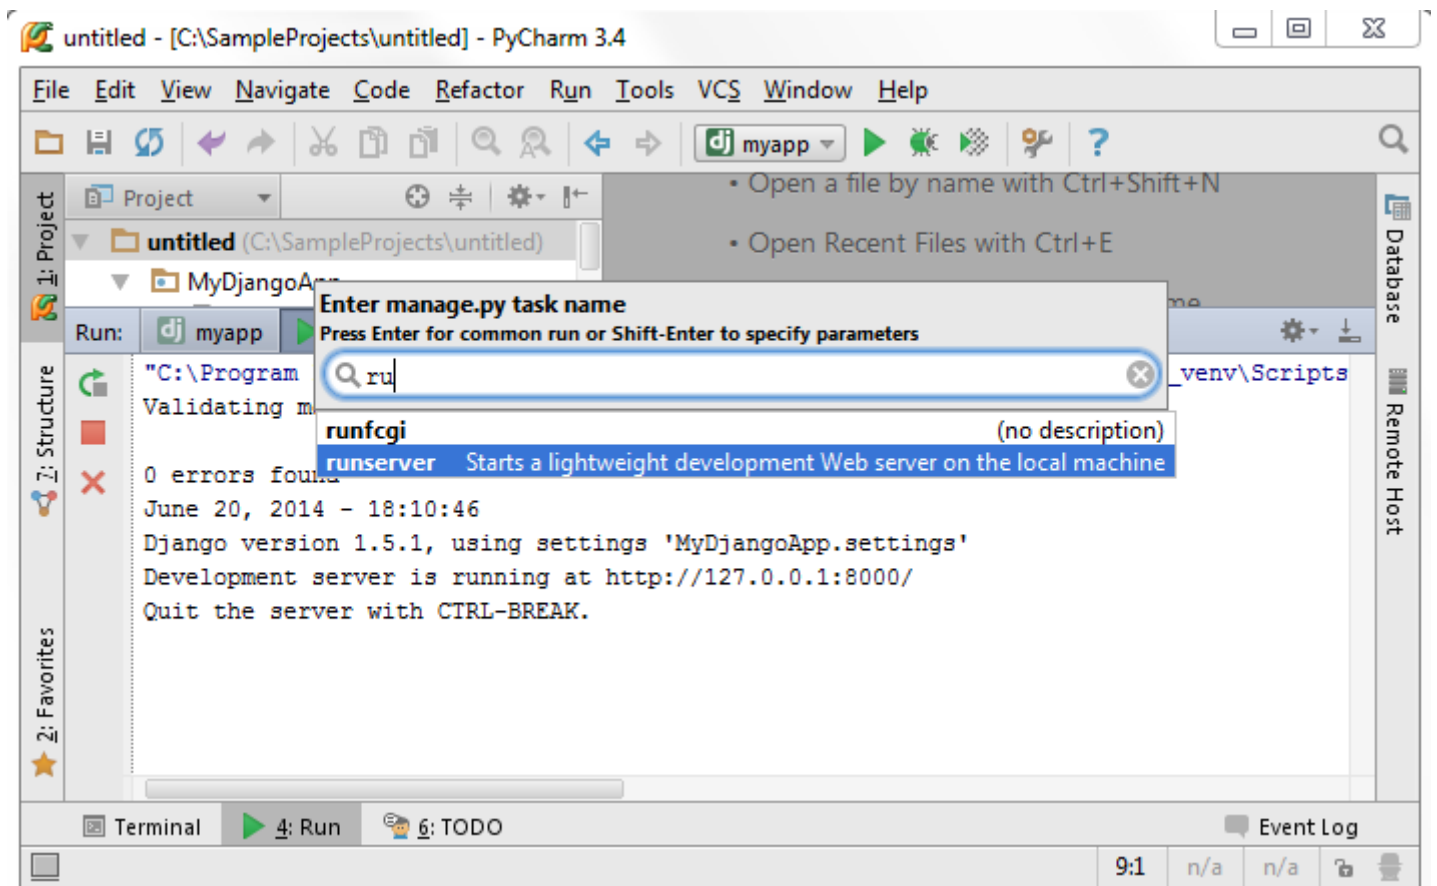 untitled - [C:\SampleProjects\untitled] - PyCharm 3.4
File Edit View Navigate Code Refactor Run Tools VCS Window Help
dj myapp ?
1: Project
Project
• Open a file by name with Ctrl+Shift+N
untitled (C:\SampleProjects\untitled)
• Open Recent Files with Ctrl+E
MyDjangoApp
Database
Enter manage.py task name
Press Enter for common run or Shift-Enter to specify parameters
Run: dj myapp
ru
"C:\Program _venv\Scripts
Validating m
runfcgi (no description)
runserver Starts a lightweight development Web server on the local machine
0 errors found
June 20, 2014 - 18:10:46
Django version 1.5.1, using settings 'MyDjangoApp.settings'
Development server is running at http://127.0.0.1:8000/
Quit the server with CTRL-BREAK.
7: Structure
Remote Host
2: Favorites
Terminal 4: Run 6: TODO Event Log
9:1 n/a n/a